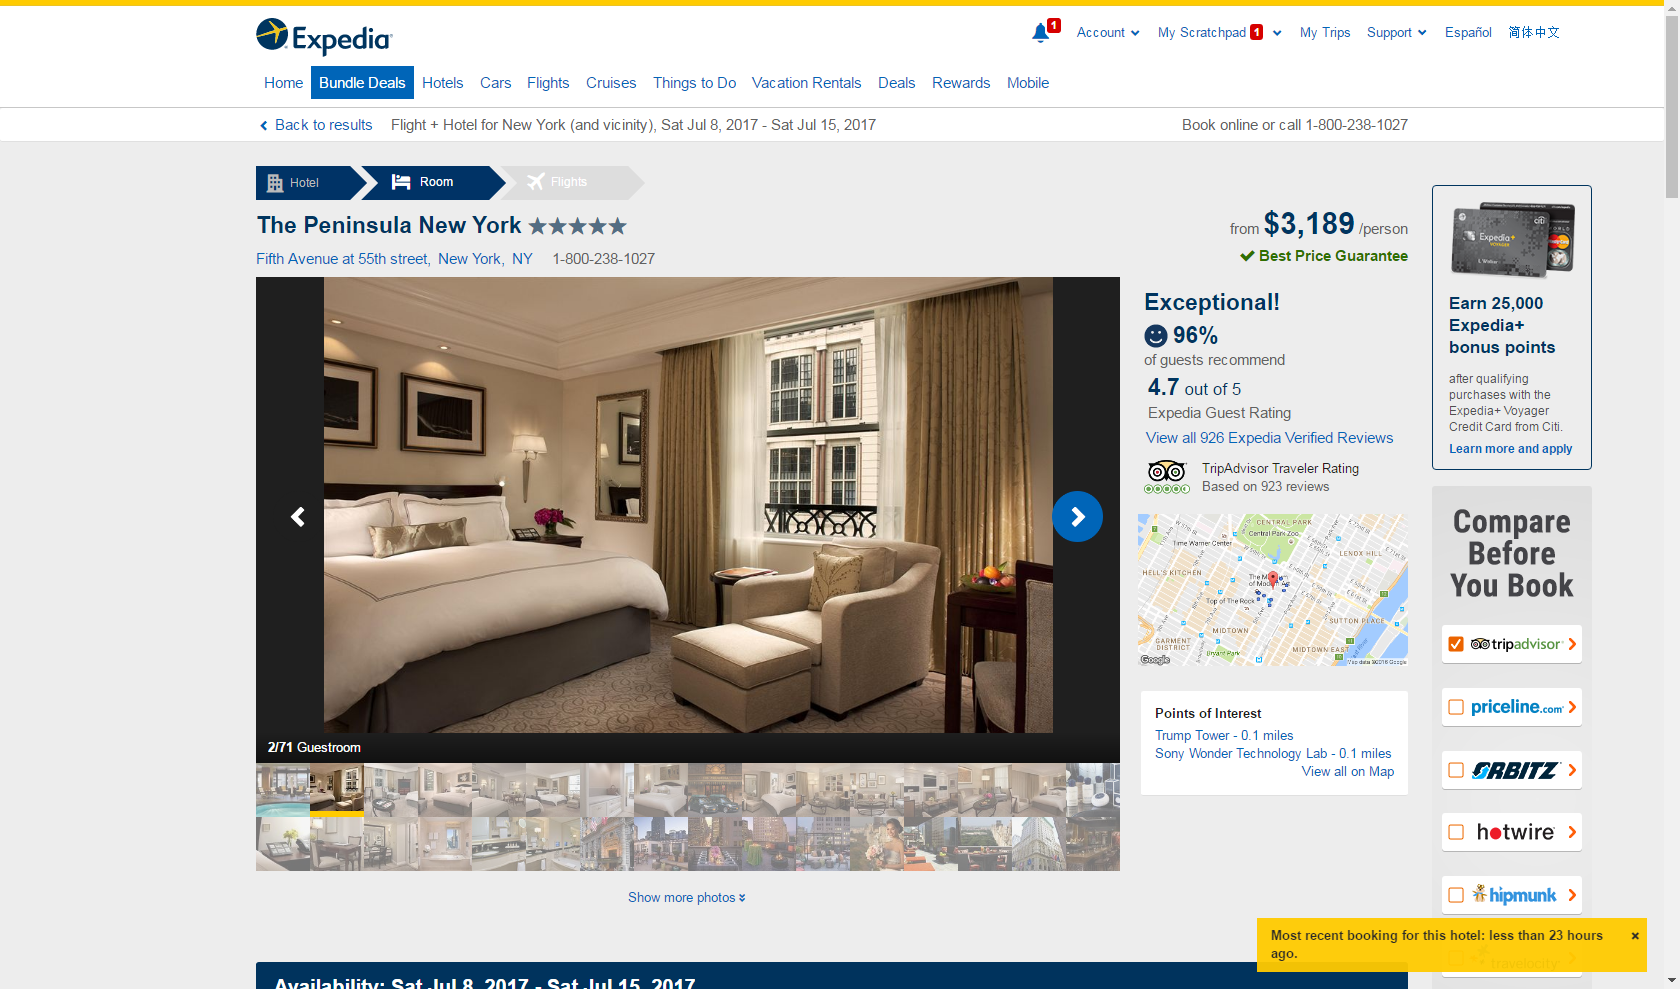 Expedia
1
Account
My Scratchpad 1
My Trips
Support
Español
简体中文
Home
Bundle Deals
Hotels
Cars
Flights
Cruises
Things to Do
Vacation Rentals
Deals
Rewards
Mobile
Back to results
Flight + Hotel for New York (and vicinity), Sat Jul 8, 2017 - Sat Jul 15, 2017
Book online or call 1-800-238-1027
Hotel
Room
Flights
The Peninsula New York
Fifth Avenue at 55th street, New York, NY 1-800-238-1027
from $3,189 /person
Best Price Guarantee
2/71 Guestroom
Show more photos
Exceptional!
96%
of guests recommend
4.7 out of 5
Expedia Guest Rating
View all 926 Expedia Verified Reviews
TripAdvisor Traveler Rating
Based on 923 reviews
CENTRAL PARK
Central Park Zoo
Time Warner Center
LENOX HILL
HELL'S KITCHEN
The M
of Mode
Top of The Rock
SUTTON PLACE
MIDTOWN
GARMENT
DISTRICT
Bryant Park
MIDTOWN EAST
Google
Map data ©2016 Google
Points of Interest
Trump Tower - 0.1 miles
Sony Wonder Technology Lab - 0.1 miles
View all on Map
citi
Expedia+
VOYAGER
Earn 25,000
Expedia+
bonus points
after qualifying
purchases with the
Expedia+ Voyager
Credit Card from Citi.
Learn more and apply
Compare
Before
You Book
tripadvisor
priceline.com
ORBITZ
hotwire
hipmunk
Travelocity
Most recent booking for this hotel: less than 23 hours
ago.
Availability: Sat Jul 8, 2017 - Sat Jul 15, 2017